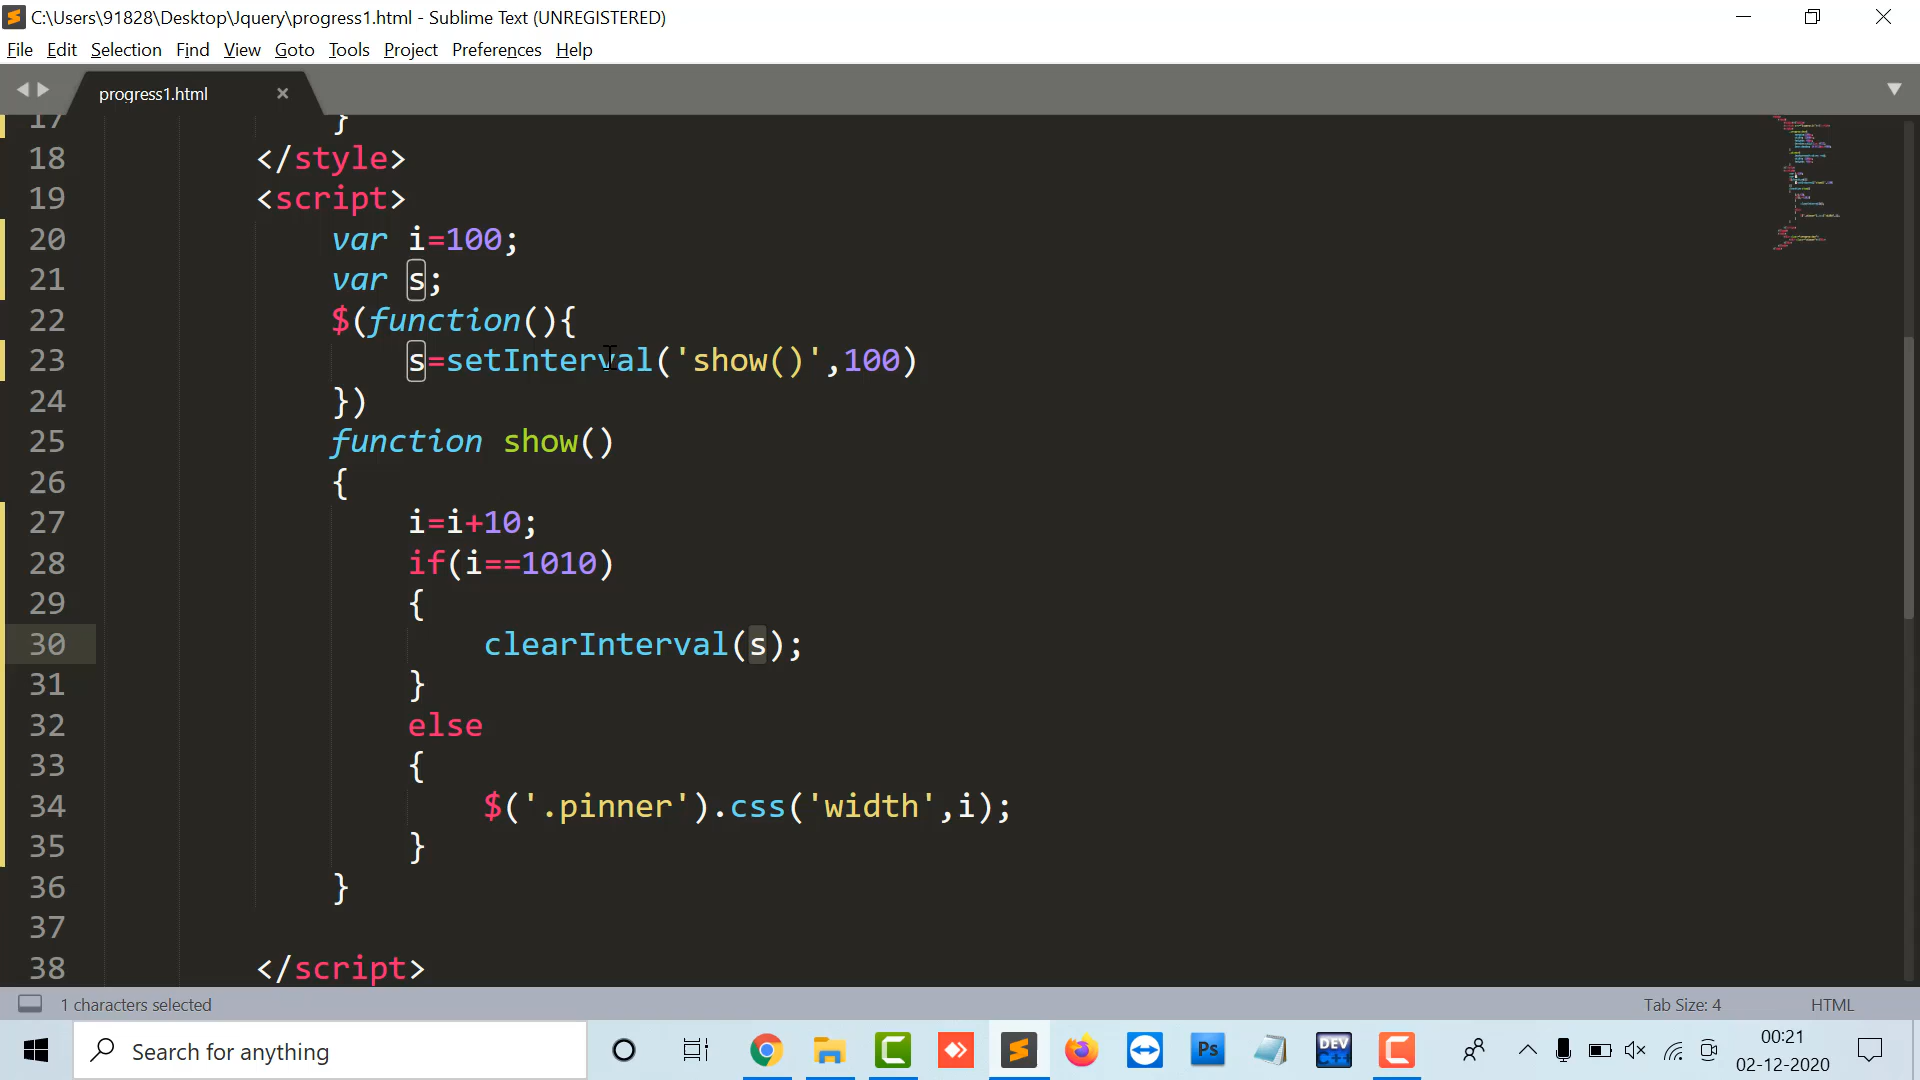 C:\Users\91828\Desktop\Jquery\progress1.html - Sublime Text (UNREGISTERED)
File Edit Selection Find View Goto Tools Project Preferences Help
progress1.html
17 }
18 </style>
19 <script>
20 var i=100;
21 var s;
22 $(function(){
23 s=setInterval('show()',100)
24 })
25 function show()
26 {
27 i=i+10;
28 if(i==1010)
29 {
30 clearInterval(s);
31 }
32 else
33 {
34 $('.pinner').css('width',i);
35 }
36 }
37
38 </script>
1 characters selected Tab Size: 4 HTML
Search for anything
Ps
DEV
C++
00:21
02-12-2020